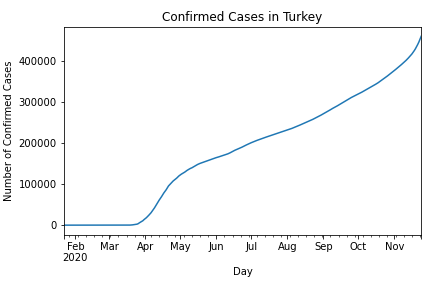 Confirmed Cases in Turkey
Number of Confirmed Cases
400000
300000
200000
100000
0
Feb Mar Apr May Jun Jul Aug Sep Oct Nov
2020
Day